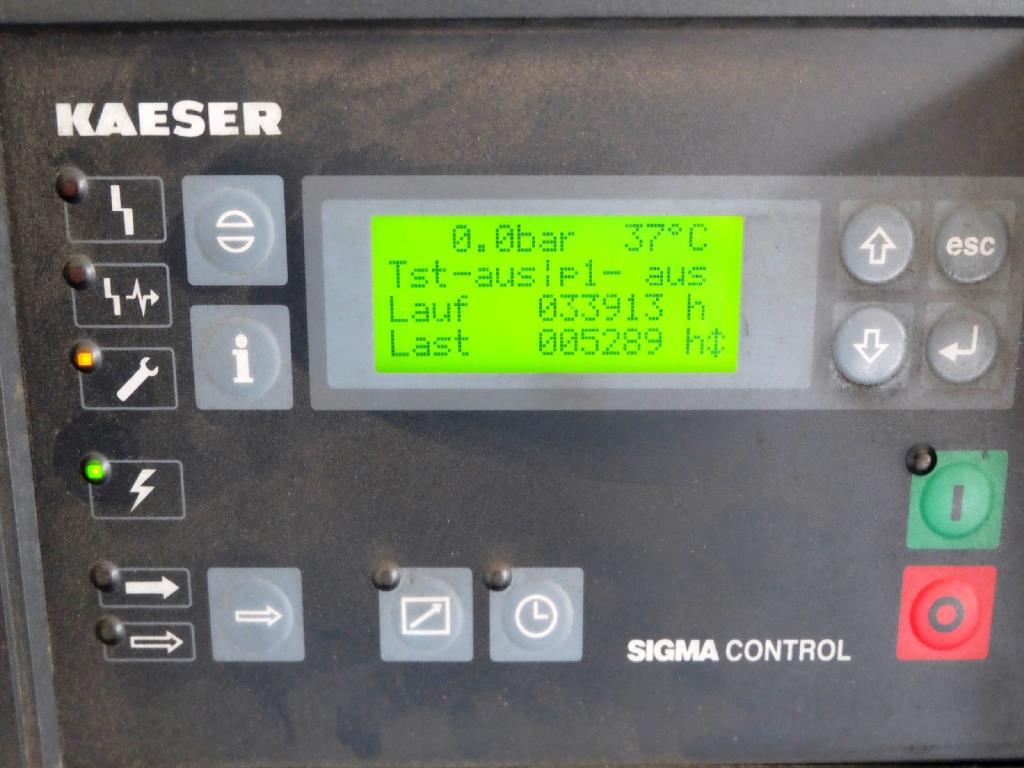 KAESER
0.0bar 37°C
Tst-aus|p1- aus
Lauf 033913 h
Last 005289 h
esc
i
I
O
SIGMA CONTROL